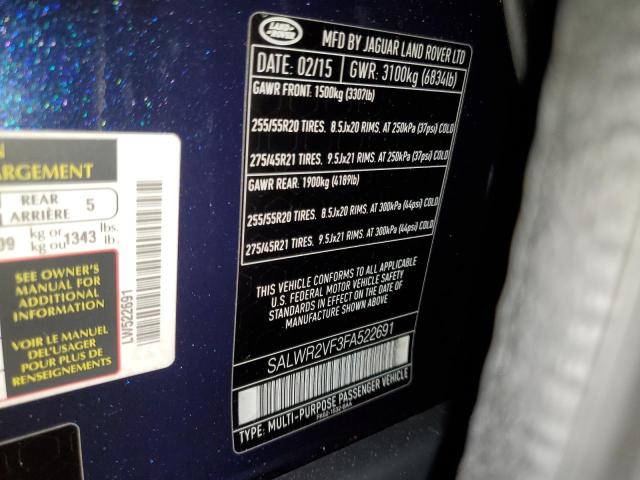 LAND ROVER
MFD BY JAGUAR LAND ROVER LTD
DATE: 02/15 GWR: 3100kg (6834lb)
GAWR FRONT: 1500kg (3307lb)
255/55R20 TIRES. 8.5Jx20 RIMS. AT 250kPa (37psi) COLD
275/45R21 TIRES. 9.5Jx21 RIMS. AT 250kPa (37psi) COLD
GAWR REAR: 1900kg (4189lb)
255/55R20 TIRES. 8.5Jx20 RIMS. AT 300kPa (44psi) COLD
275/45R21 TIRES. 9.5Jx21 RIMS. AT 300kPa (44psi) COLD
THIS VEHICLE CONFORMS TO ALL APPLICABLE
U.S. FEDERAL MOTOR VEHICLE SAFETY
STANDARDS IN EFFECT ON THE DATE OF
MANUFACTURE SHOWN ABOVE.
SALWR2VF3FA522691
TYPE: MULTI-PURPOSE PASSENGER VEHICLE
ARGEMENT
REAR
ARRIÈRE 5
09 kg or kg ou 1343 lbs. lb.
SEE OWNER'S
MANUAL FOR
ADDITIONAL
INFORMATION
VOIR LE MANUEL
DEL'USAGER
POUR PLUS DE
RENSEIGNEMENTS
LW522691